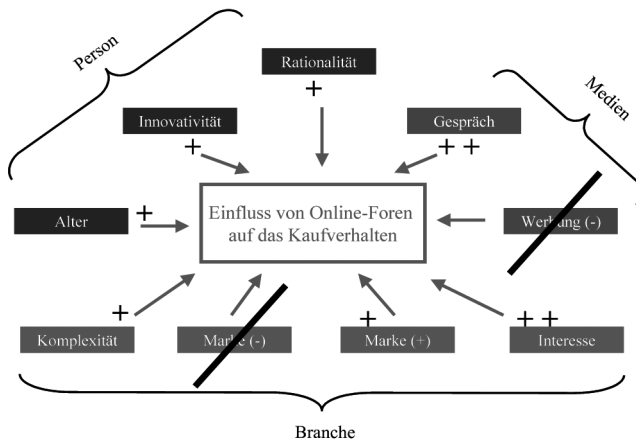 Person
Rationalität
+
Medien
Innovativität
+
Gespräch
+ +
Alter
+
Einfluss von Online-Foren
auf das Kaufverhalten
Werbung (-)
Komplexität
+
Marke (-)
Marke (+)
+
Interesse
+ +
Branche